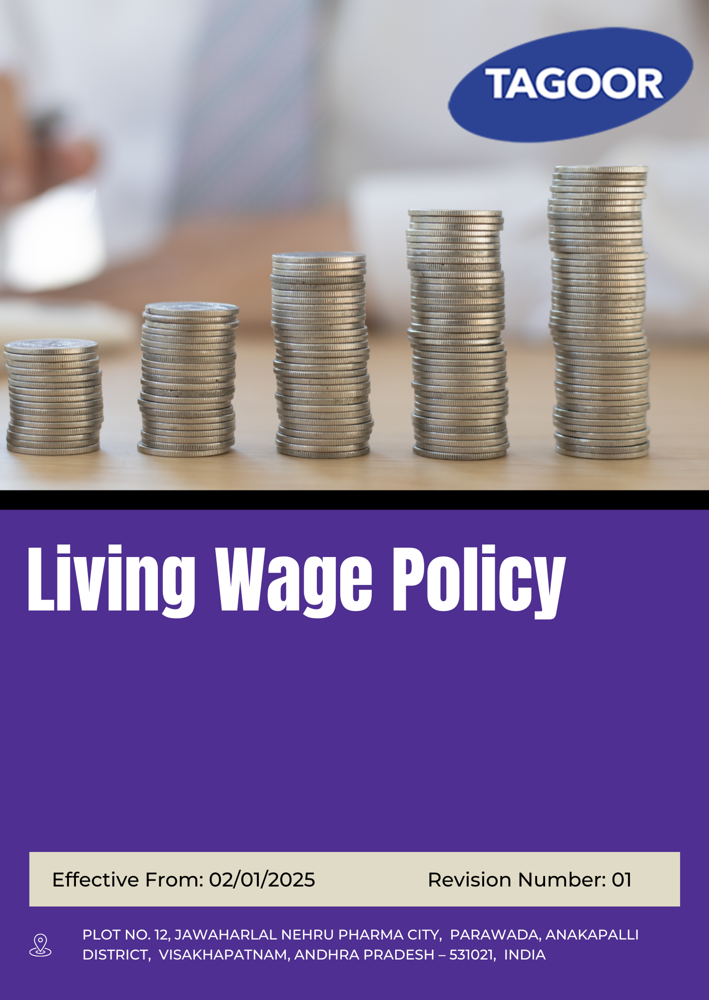 TAGOOR
Living Wage Policy
Effective From: 02/01/2025
Revision Number: 01
PLOT NO. 12, JAWAHARLAL NEHRU PHARMA CITY,  PARAWADA, ANAKAPALLI
DISTRICT,  VISAKHAPATNAM, ANDHRA PRADESH – 531021,  INDIA